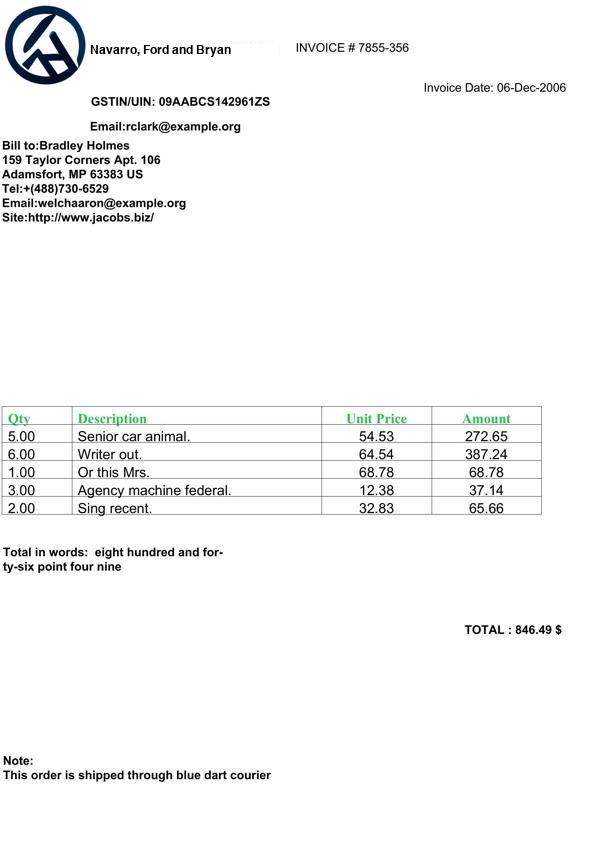 Navarro, Ford and Bryan
INVOICE # 7855-356
Invoice Date: 06-Dec-2006
GSTIN/UIN: 09AABCS142961ZS
Email:rclark@example.org
Bill to:Bradley Holmes
159 Taylor Corners Apt. 106
Adamsfort, MP 63383 US
Tel:+(488)730-6529
Email:welchaaron@example.org
Site:http://www.jacobs.biz/
Qty Description Unit Price Amount
5.00 Senior car animal. 54.53 272.65
6.00 Writer out. 64.54 387.24
1.00 Or this Mrs. 68.78 68.78
3.00 Agency machine federal. 12.38 37.14
2.00 Sing recent. 32.83 65.66
Total in words:  eight hundred and for-
ty-six point four nine
TOTAL : 846.49 $
Note:
This order is shipped through blue dart courier